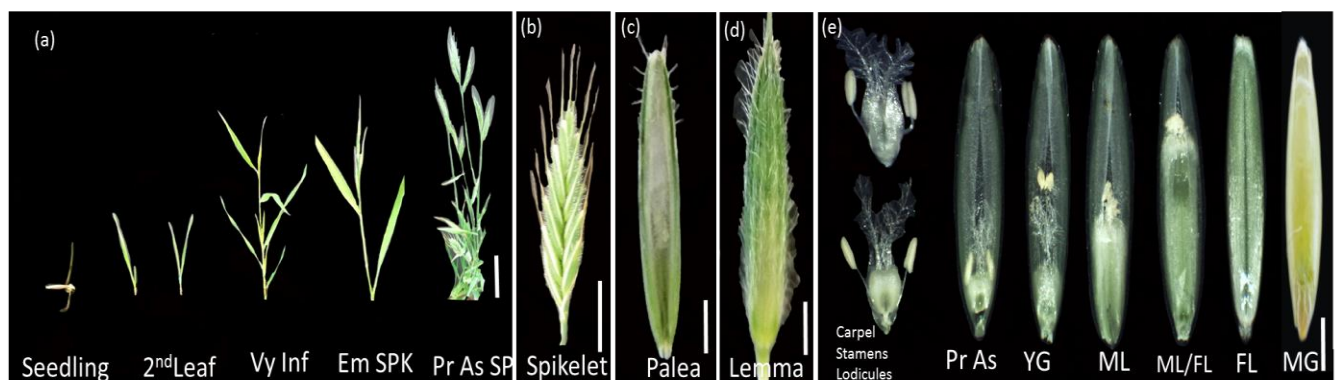 (a)
(b)
(c)
(d)
(e)
Seedling
2ndLeaf
Vy Inf
Em SPK
Pr As SP
Spikelet
Palea
Lemma
Carpel
Stamens
Lodicules
Pr As
YG
ML
ML/FL
FL
MG